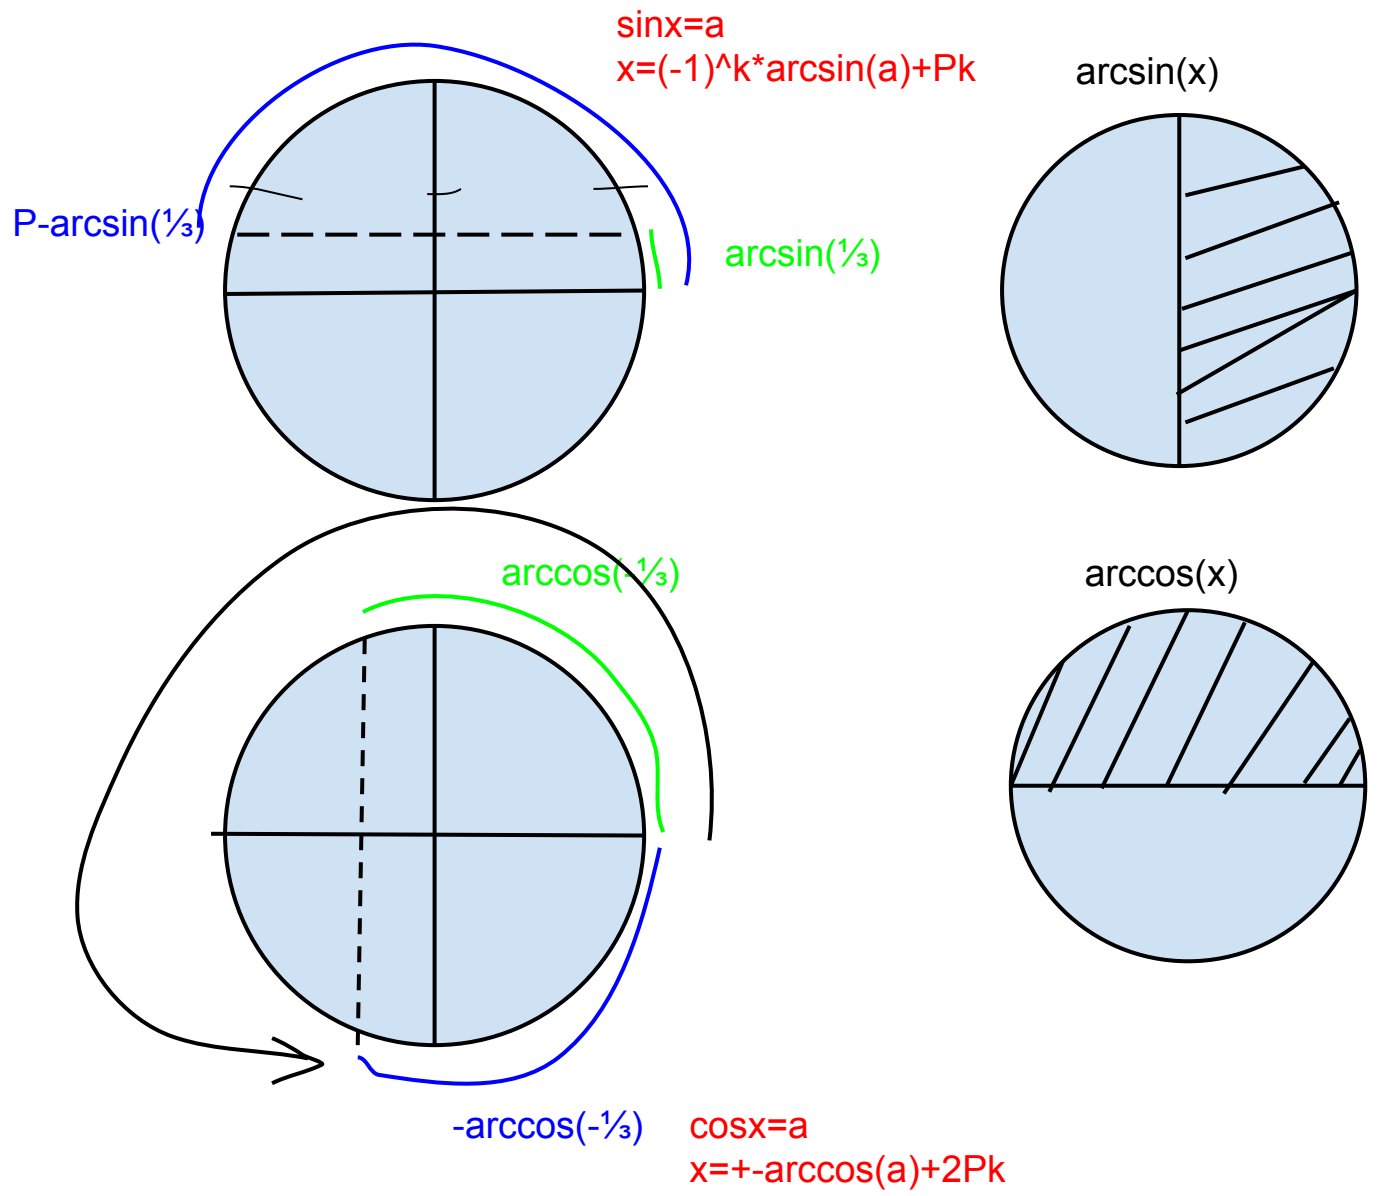 sinx=a
x=(-1)^k*arcsin(a)+Pk
arcsin(x)
P-arcsin(⅓)
arcsin(⅓)
arccos(-⅓)
arccos(x)
-arccos(-⅓)
cosx=a
x=+-arccos(a)+2Pk